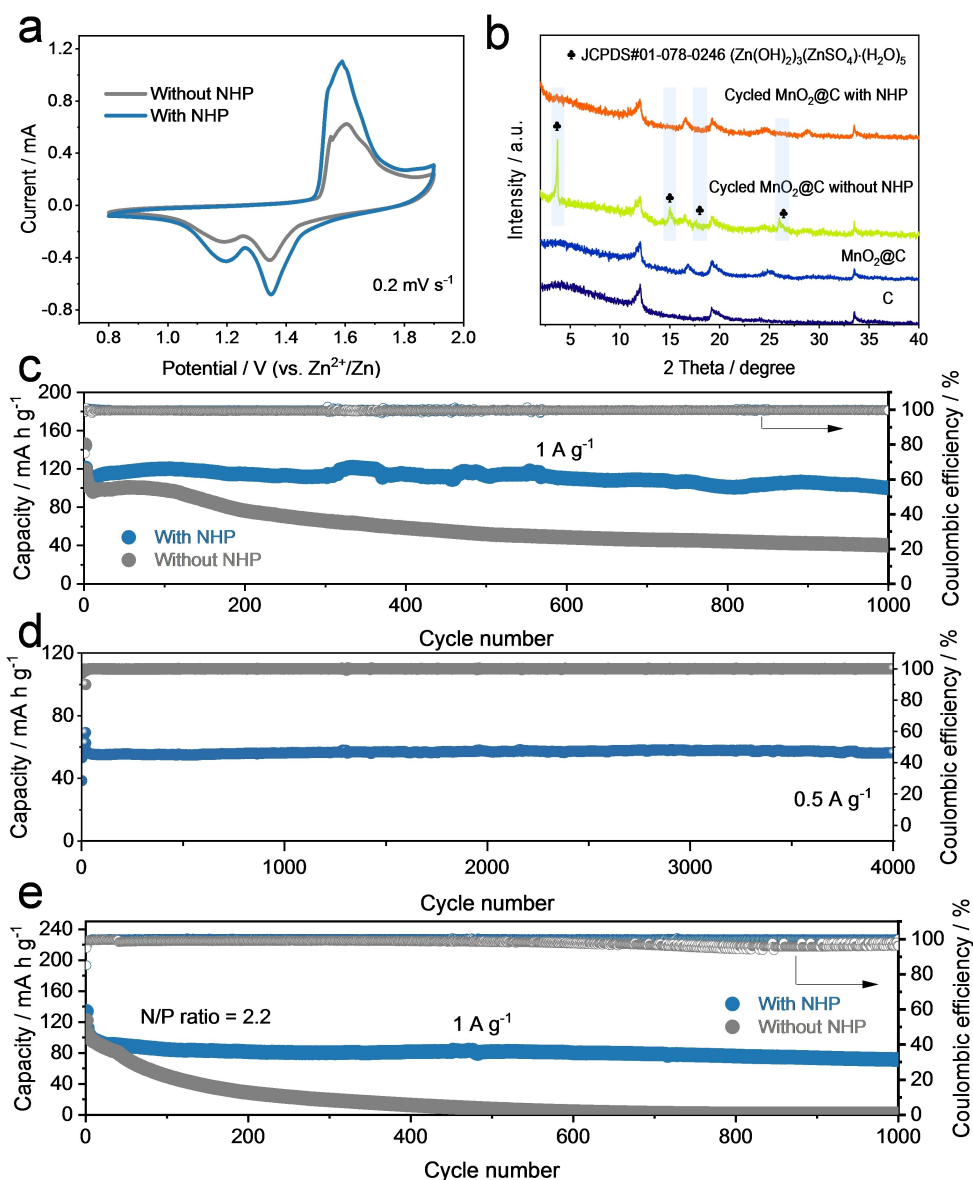 a
1.2
0.8
0.4
0.0
-0.4
-0.8
Current / mA
Without NHP
With NHP
0.2 mV s⁻¹
0.8 1.0 1.2 1.4 1.6 1.8 2.0
Potential / V (vs. Zn²⁺/Zn)
b
♣ JCPDS#01-078-0246 (Zn(OH)₂)₃(ZnSO₄)·(H₂O)₅
Cycled MnO₂@C with NHP
Cycled MnO₂@C without NHP
MnO₂@C
C
Intensity / a.u.
5 10 15 20 25 30 35 40
2 Theta / degree
c
200
160
120
80
40
0
Capacity / mA h g⁻¹
1 A g⁻¹
With NHP
Without NHP
100
80
60
40
20
0
Coulombic efficiency / %
0 200 400 600 800 1000
Cycle number
d
120
80
40
0
Capacity / mA h g⁻¹
0.5 A g⁻¹
100
80
60
40
20
0
Coulombic efficiency / %
0 1000 2000 3000 4000
Cycle number
e
240
200
160
120
80
40
0
Capacity / mA h g⁻¹
N/P ratio = 2.2
1 A g⁻¹
With NHP
Without NHP
100
80
60
40
20
0
Coulombic efficiency / %
0 200 400 600 800 1000
Cycle number